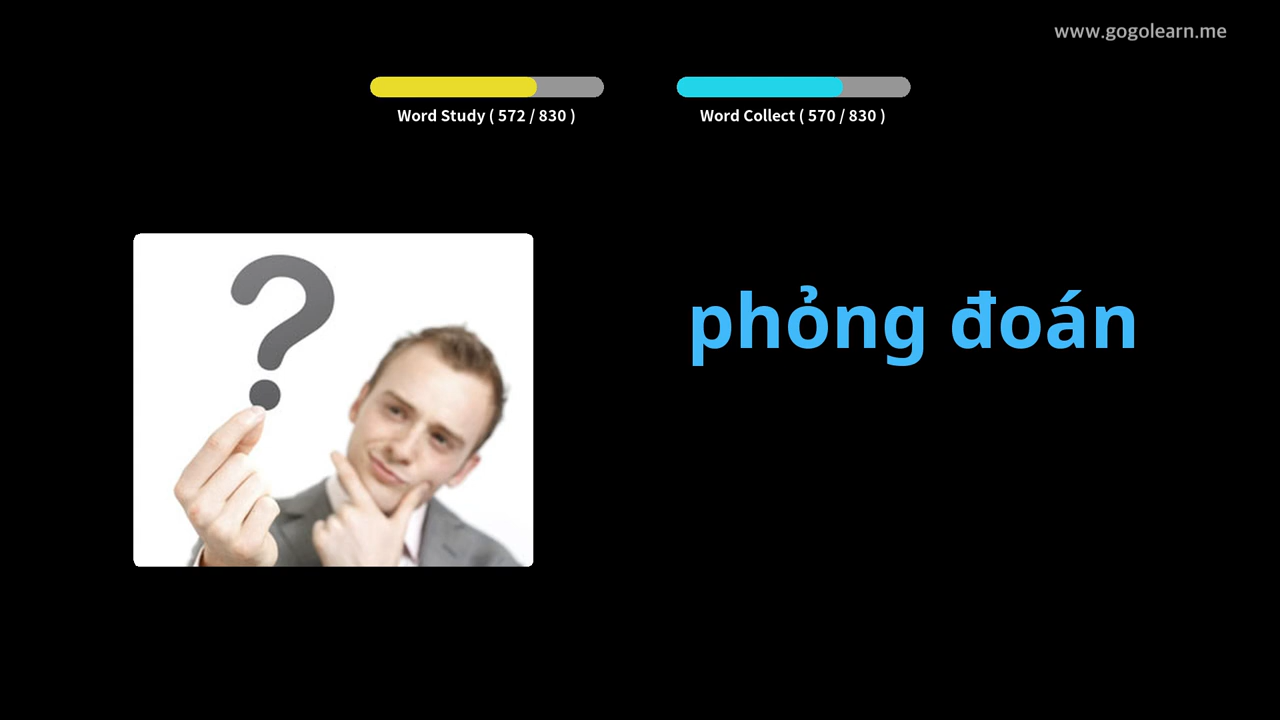 www.gogolearn.me
Word Study ( 572 / 830 )
Word Collect ( 570 / 830 )
?
phỏng đoán